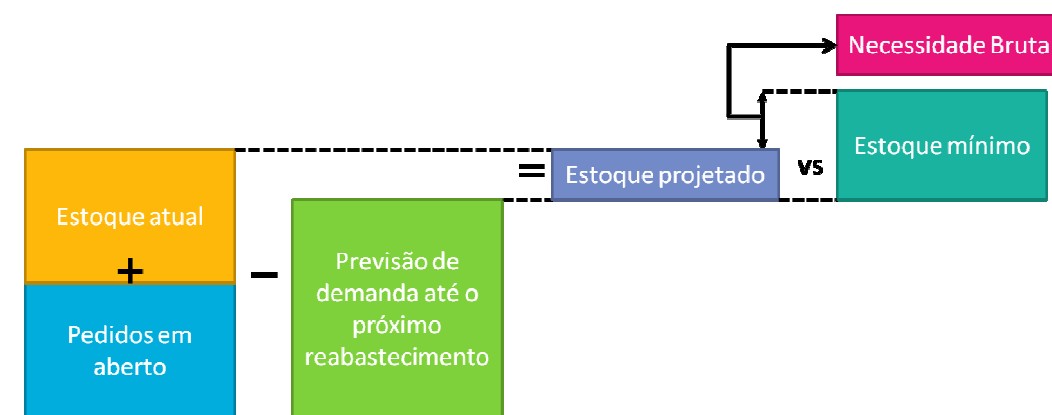 Necessidade Bruta
Estoque mínimo
= Estoque projetado vs
Estoque atual
+
Pedidos em
aberto
–
Previsão de
demanda até o
próximo
reabastecimento